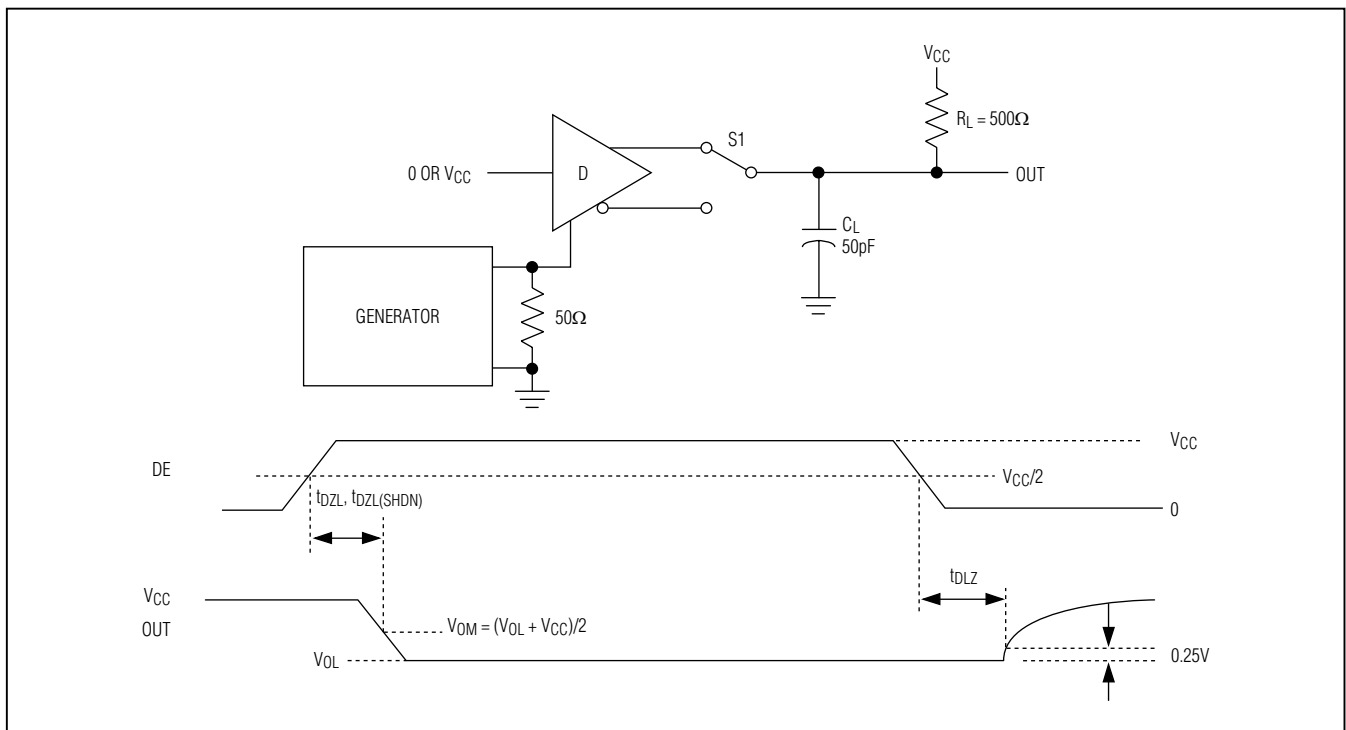 VCC
RL = 500Ω
S1
0 OR VCC
D
OUT
CL
50pF
GENERATOR
50Ω
VCC
DE
VCC/2
tDZL, tDZL(SHDN)
0
tDLZ
VCC
OUT
VOM = (VOL + VCC)/2
VOL
0.25V